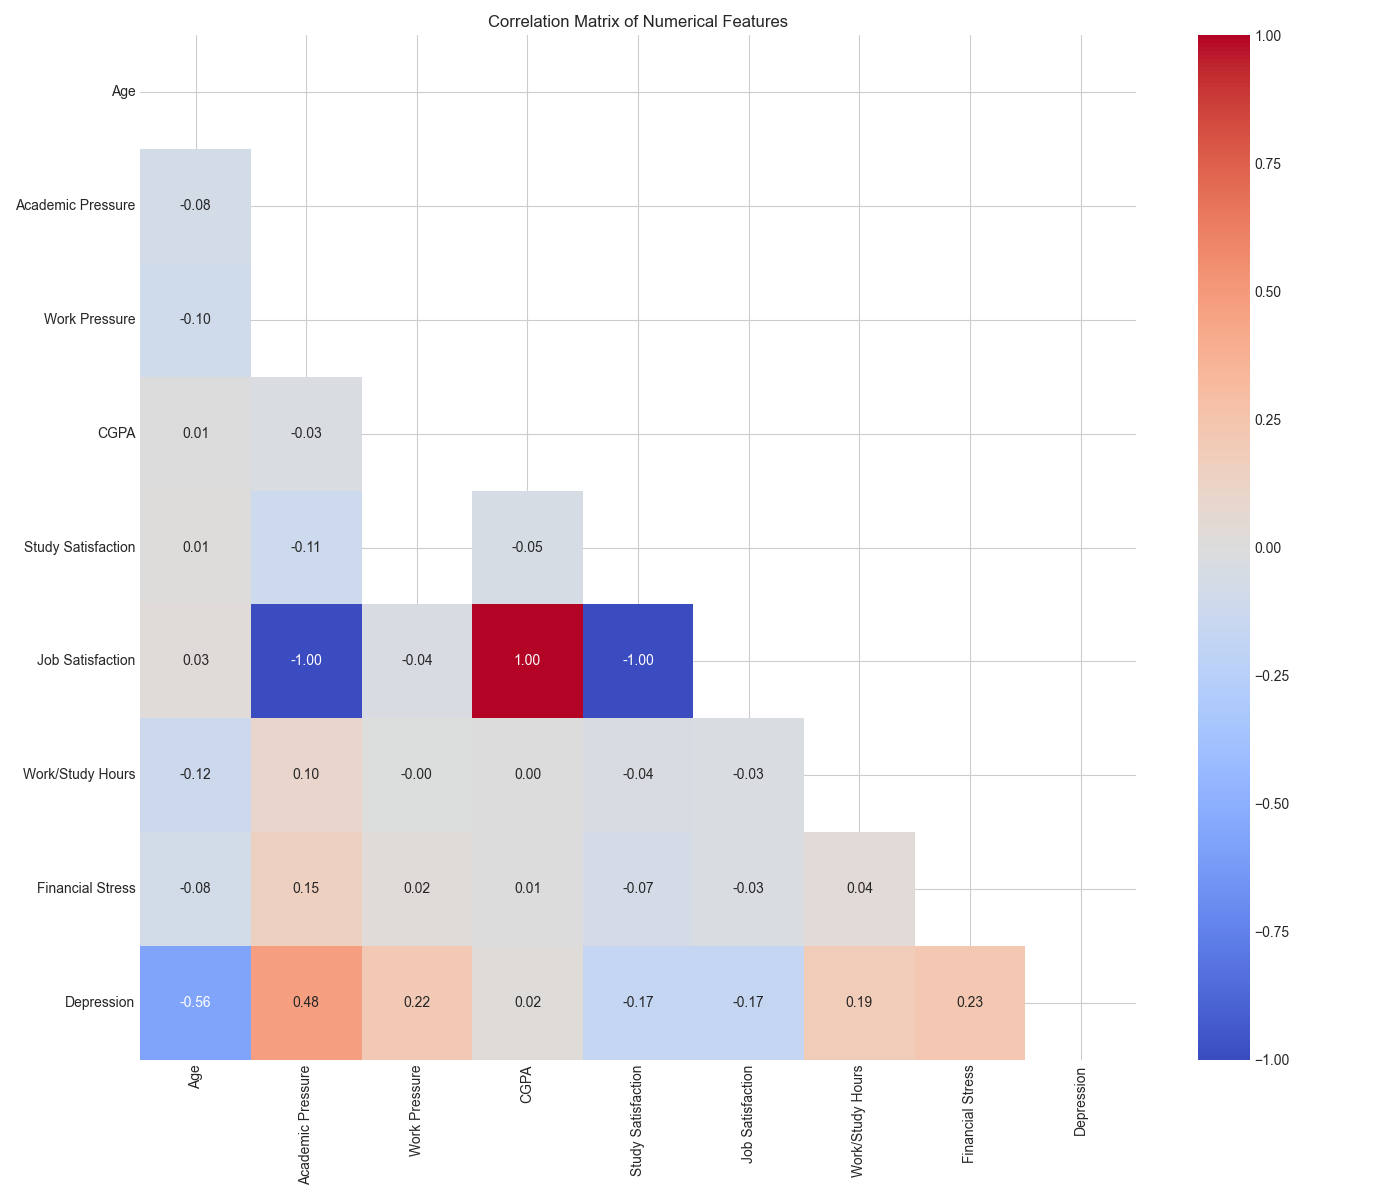 Correlation Matrix of Numerical Features
Age
Academic Pressure -0.08
Work Pressure -0.10
CGPA 0.01 -0.03
Study Satisfaction 0.01 -0.11 -0.05
Job Satisfaction 0.03 -1.00 -0.04 1.00 -1.00
Work/Study Hours -0.12 0.10 -0.00 0.00 -0.04 -0.03
Financial Stress -0.08 0.15 0.02 0.01 -0.07 -0.03 0.04
Depression -0.56 0.48 0.22 0.02 -0.17 -0.17 0.19 0.23
Age
Academic Pressure
Work Pressure
CGPA
Study Satisfaction
Job Satisfaction
Work/Study Hours
Financial Stress
Depression
1.00
0.75
0.50
0.25
0.00
−0.25
−0.50
−0.75
−1.00